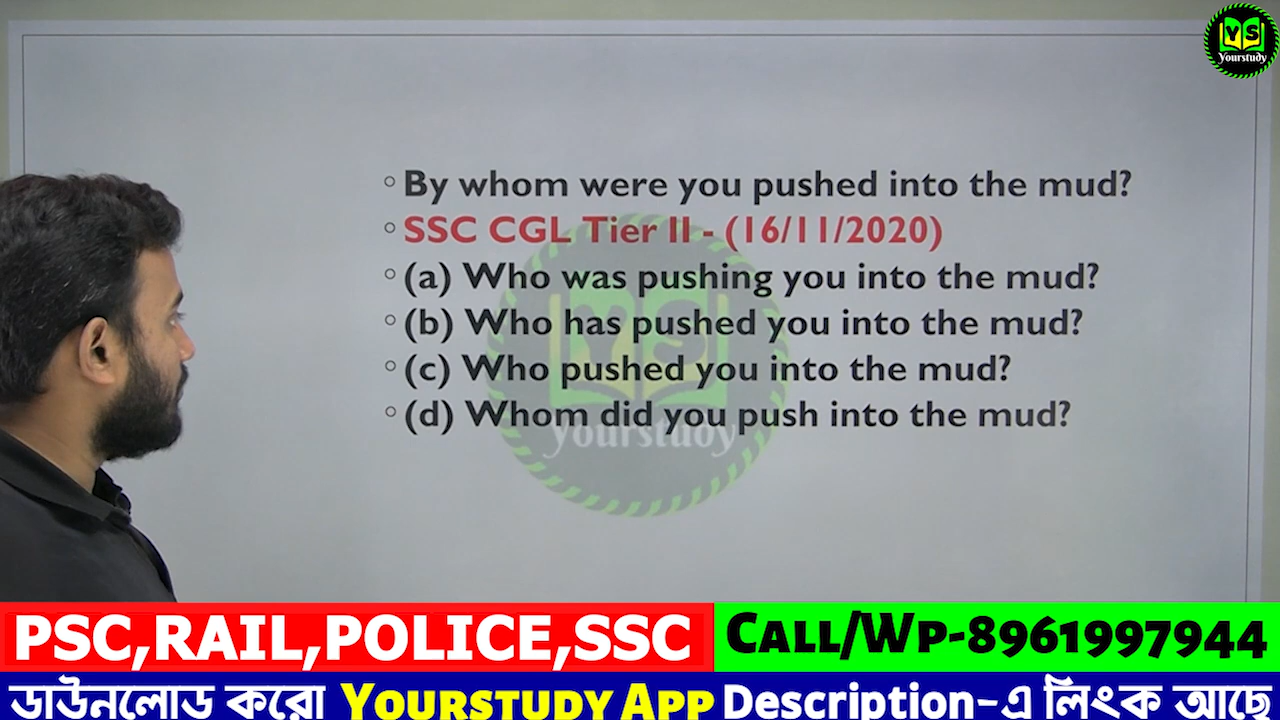 Y S
Yourstudy
◦ By whom were you pushed into the mud?
◦ SSC CGL Tier II - (16/11/2020)
◦ (a) Who was pushing you into the mud?
◦ (b) Who has pushed you into the mud?
◦ (c) Who pushed you into the mud?
◦ (d) Whom did you push into the mud?
YS
yourstudy
PSC,RAIL,POLICE,SSC
CALL/WP-8961997944
ডাউনলোড করো YOURSTUDY APP Description-এ লিংক আছে